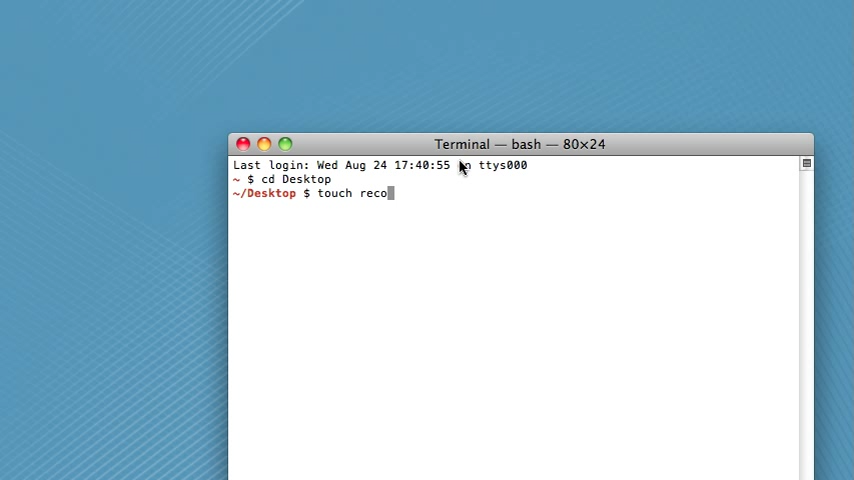 Terminal — bash — 80×24
Last login: Wed Aug 24 17:40:55 on ttys000
~ $ cd Desktop
~/Desktop $ touch reco